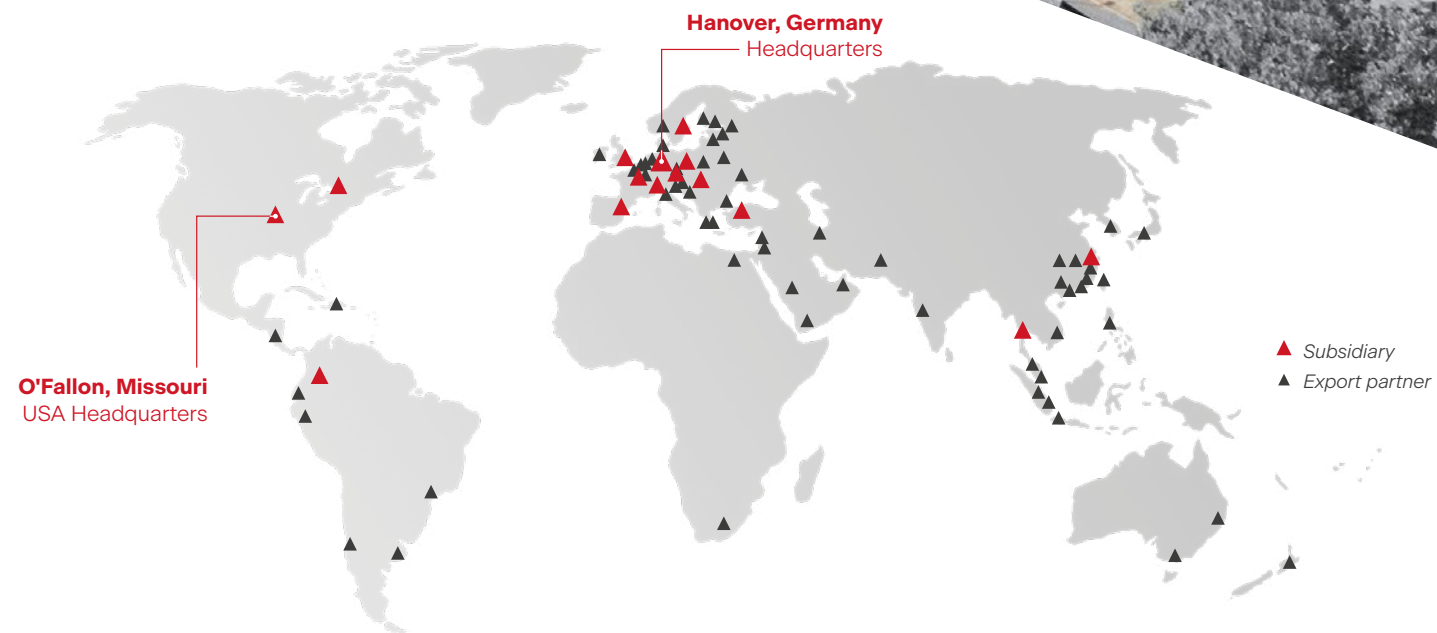 Hanover, Germany
Headquarters
O'Fallon, Missouri
USA Headquarters
Subsidiary
Export partner